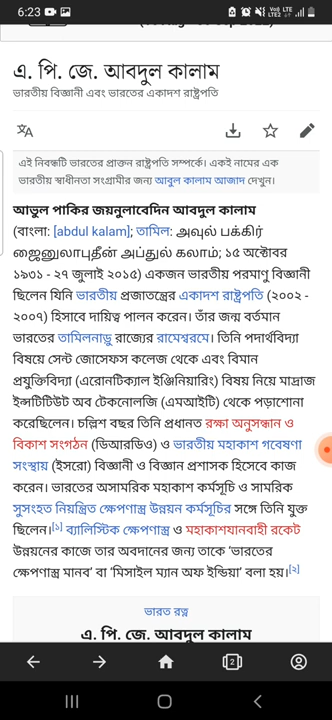 6:23
Vo)) LTE
LTE2
এ. পি. জে. আবদুল কালাম
ভারতীয় বিজ্ঞানী এবং ভারতের একাদশ রাষ্ট্রপতি
এই নিবন্ধটি ভারতের প্রাক্তন রাষ্ট্রপতি সম্পর্কে। একই নামের এক
ভারতীয় স্বাধীনতা সংগ্রামীর জন্য আবুল কালাম আজাদ দেখুন।
আভুল পাকির জয়নুলাবেদিন আবদুল কালাম
(বাংলা: [abdul kalam]; তামিল: அவுல் பக்கிர்
ஜைனுலாபுதீன் அப்துல் கலாம்; ১৫ অক্টোবর
১৯৩১ - ২৭ জুলাই ২০১৫) একজন ভারতীয় পরমাণু বিজ্ঞানী
ছিলেন যিনি ভারতীয় প্রজাতন্ত্রের একাদশ রাষ্ট্রপতি (২০০২ -
২০০৭) হিসাবে দায়িত্ব পালন করেন। তাঁর জন্ম বর্তমান
ভারতের তামিলনাড়ু রাজ্যের রামেশ্বরমে। তিনি পদার্থবিদ্যা
বিষয়ে সেন্ট জোসেফস কলেজ থেকে এবং বিমান
প্রযুক্তিবিদ্যা (এরোনটিক্যাল ইঞ্জিনিয়ারিং) বিষয় নিয়ে মাদ্রাজ
ইন্সটিটিউট অব টেকনোলজি (এমআইটি) থেকে পড়াশোনা
করেছিলেন। চল্লিশ বছর তিনি প্রধানত রক্ষা অনুসন্ধান ও
বিকাশ সংগঠন (ডিআরডিও) ও ভারতীয় মহাকাশ গবেষণা
সংস্থায় (ইসরো) বিজ্ঞানী ও বিজ্ঞান প্রশাসক হিসেবে কাজ
করেন। ভারতের অসামরিক মহাকাশ কর্মসূচি ও সামরিক
সুসংহত নিয়ন্ত্রিত ক্ষেপণাস্ত্র উন্নয়ন কর্মসূচির সঙ্গে তিনি যুক্ত
ছিলেন।[১] ব্যালিস্টিক ক্ষেপণাস্ত্র ও মহাকাশযানবাহী রকেট
উন্নয়নের কাজে তার অবদানের জন্য তাকে ‘ভারতের
ক্ষেপণাস্ত্র মানব’ বা ‘মিসাইল ম্যান অফ ইন্ডিয়া’ বলা হয়।[২]
ভারত রত্ন
এ. পি. জে. আবদুল কালাম
2